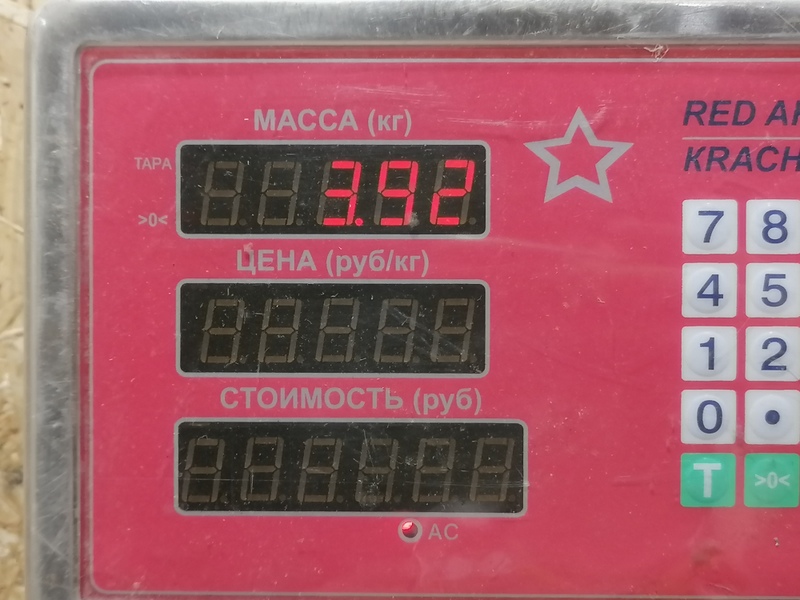 МАССА (кг)
ТАРА
3.92
>0<
ЦЕНА (руб/кг)
СТОИМОСТЬ (руб)
AC
RED
KRACH
7 8
4 5
1 2
0 •
T >0<